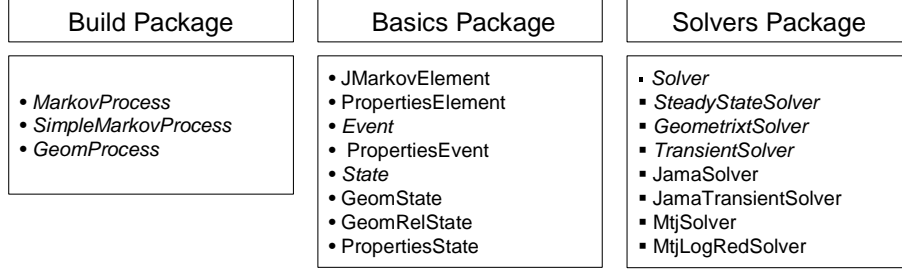 Build Package
• MarkovProcess
• SimpleMarkovProcess
• GeomProcess
Basics Package
• JMarkovElement
• PropertiesElement
• Event
• PropertiesEvent
• State
• GeomState
• GeomRelState
• PropertiesState
Solvers Package
▪ Solver
▪ SteadyStateSolver
▪ GeometrixtSolver
▪ TransientSolver
▪ JamaSolver
▪ JamaTransientSolver
▪ MtjSolver
▪ MtjLogRedSolver